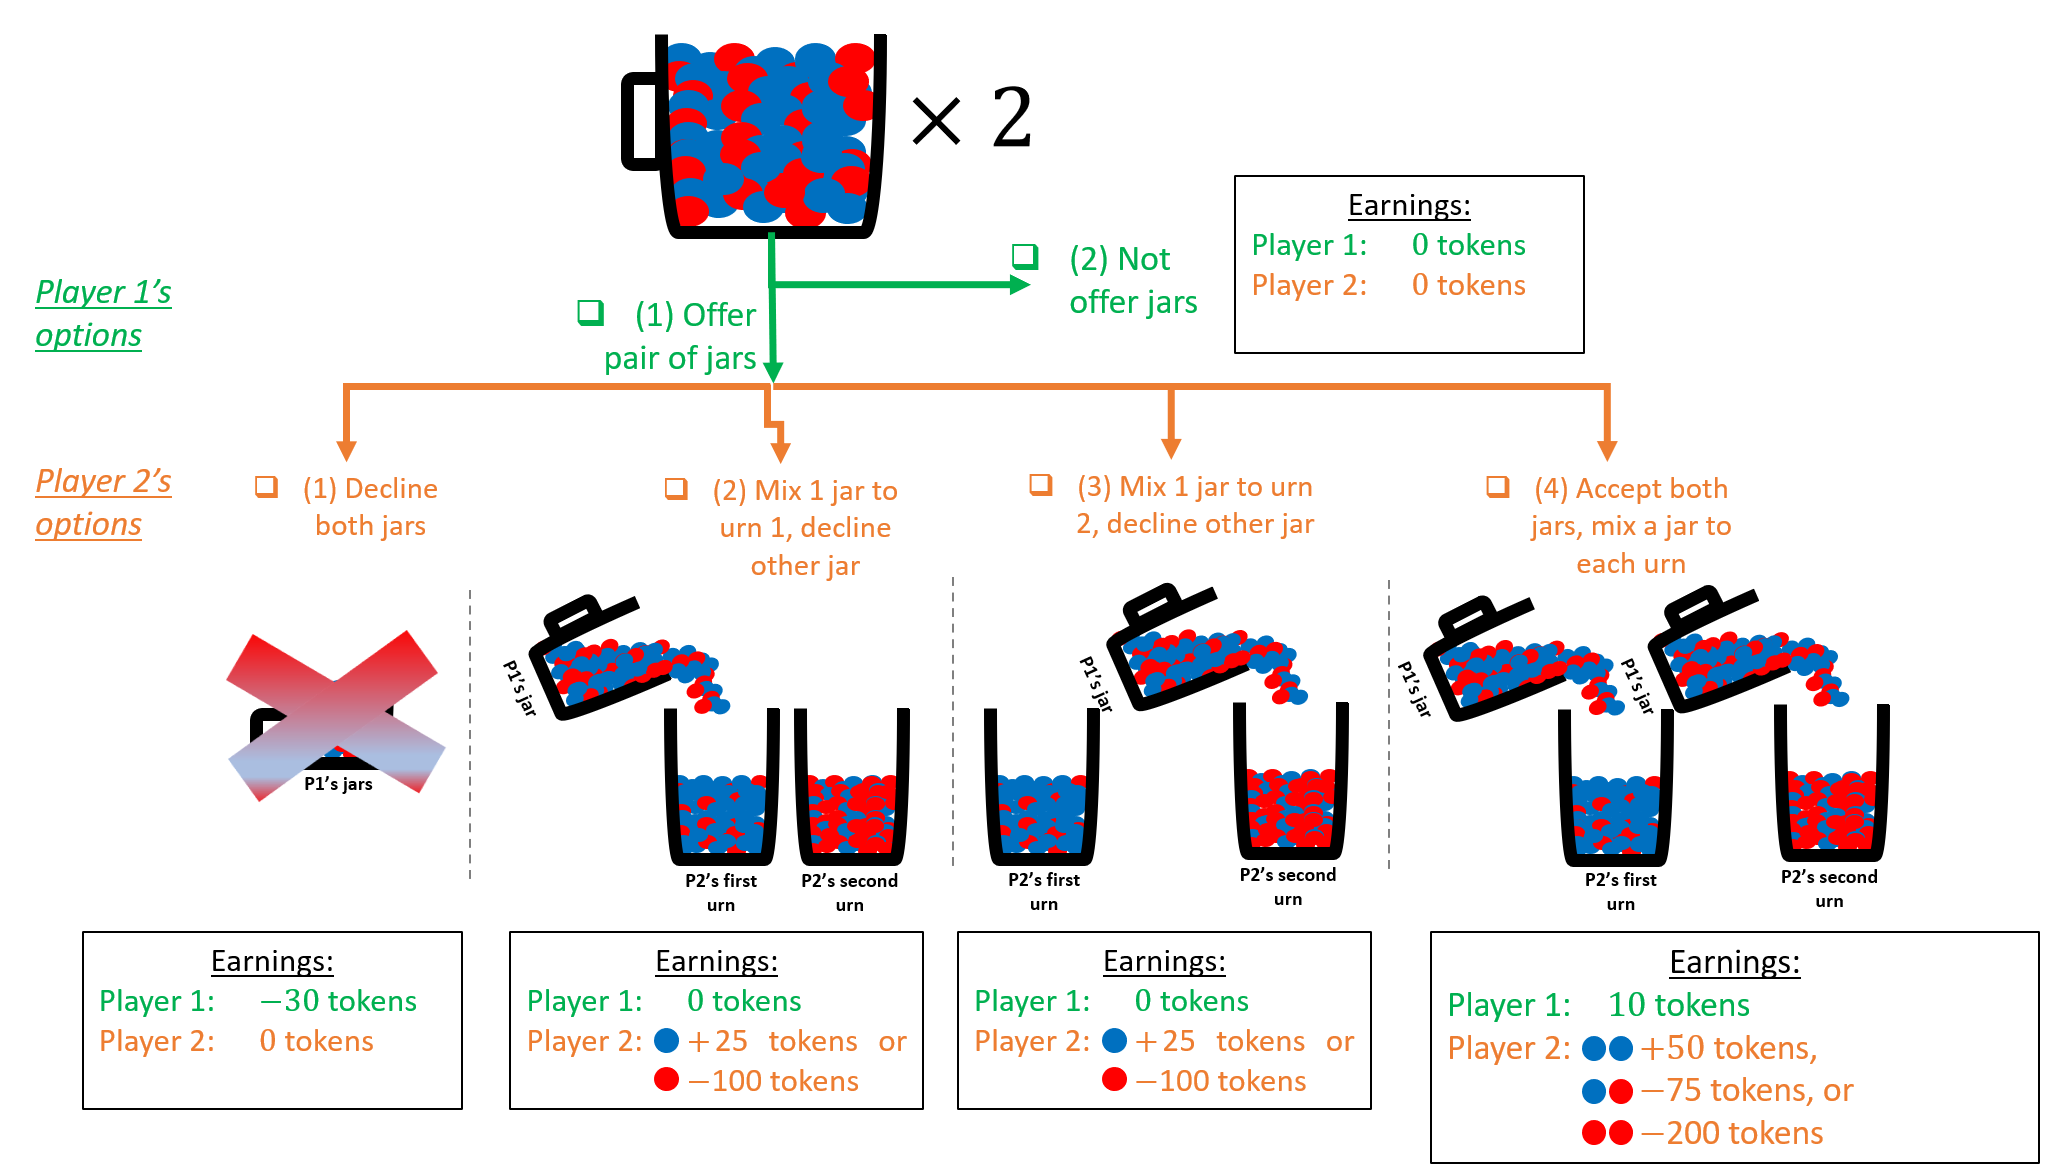 × 2
Earnings:
Player 1: 0 tokens
Player 2: 0 tokens
Player 1's
options
(2) Not
offer jars
(1) Offer
pair of jars
Player 2's
options
(1) Decline
both jars
(2) Mix 1 jar to
urn 1, decline
other jar
(3) Mix 1 jar to urn
2, decline other jar
(4) Accept both
jars, mix a jar to
each urn
P1's jars
P1's jar
P2's first
urn
P2's second
urn
P1's jar
P2's first
urn
P2's second
urn
P1's jar
P1's jar
P2's first
urn
P2's second
urn
Earnings:
Player 1: −30 tokens
Player 2: 0 tokens
Earnings:
Player 1: 0 tokens
Player 2: +25 tokens or
−100 tokens
Earnings:
Player 1: 0 tokens
Player 2: +25 tokens or
−100 tokens
Earnings:
Player 1: 10 tokens
Player 2: +50 tokens,
−75 tokens, or
−200 tokens